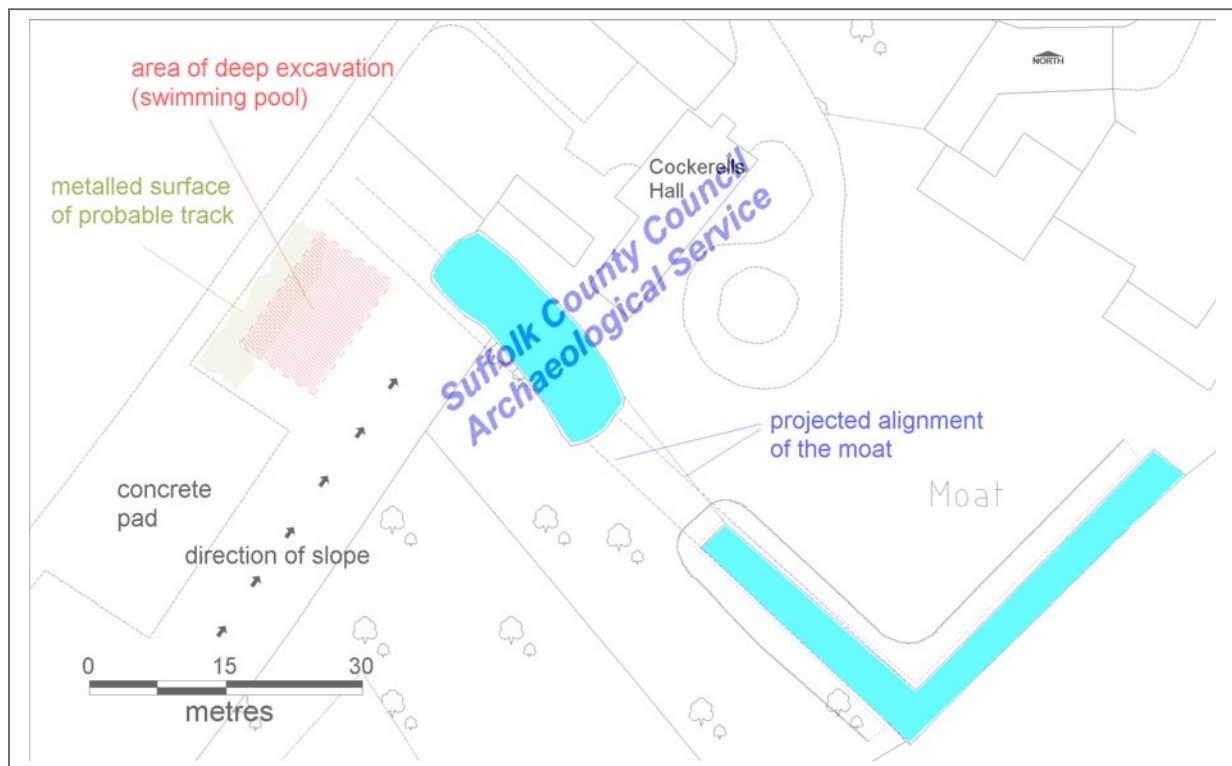 area of deep excavation
(swimming pool)
NORTH
metalled surface
of probable track
Cockerells
Hall
Suffolk County Council
Archaeological Service
projected alignment
of the moat
Moat
concrete
pad
direction of slope
0 15 30
metres